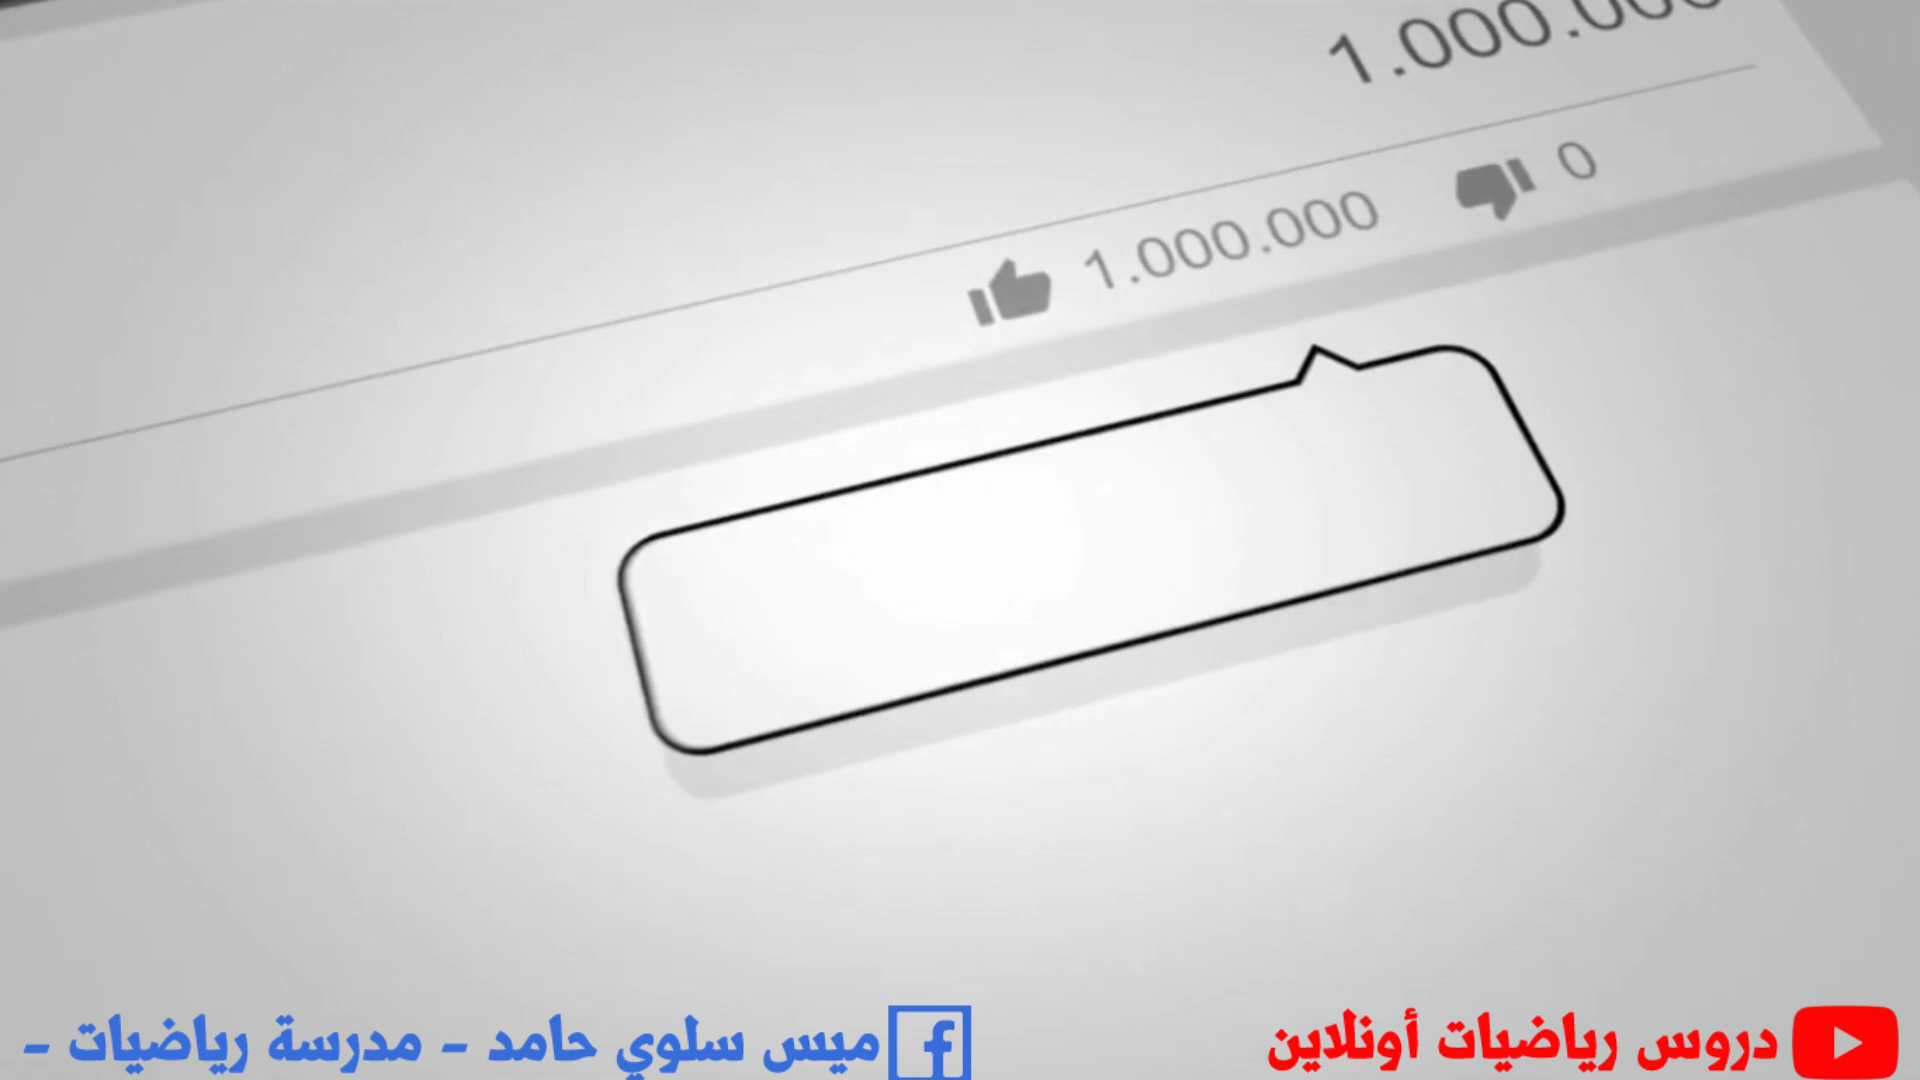 1.000.000
1.000.000 0
دروس رياضيات أونلاين
ميس سلوي حامد - مدرسة رياضيات -